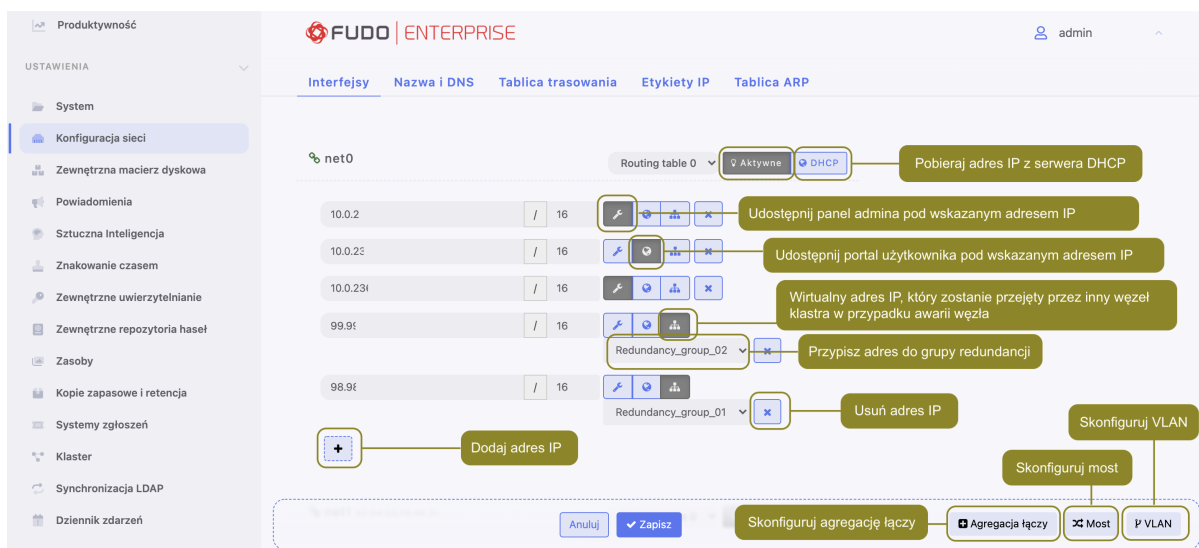 Produktywność
FUDO ENTERPRISE
admin
USTAWIENIA
Interfejsy Nazwa i DNS Tablica trasowania Etykiety IP Tablica ARP
System
Konfiguracja sieci
Zewnętrzna macierz dyskowa
Powiadomienia
Sztuczna Inteligencja
Znakowanie czasem
Zewnętrzne uwierzytelnianie
Zewnętrzne repozytoria haseł
Zasoby
Kopie zapasowe i retencja
Systemy zgłoszeń
Klaster
Synchronizacja LDAP
Dziennik zdarzeń
net0
Routing table 0 Aktywne DHCP
Pobieraj adres IP z serwera DHCP
10.0.2 / 16
Udostępnij panel admina pod wskazanym adresem IP
10.0.23 / 16
Udostępnij portal użytkownika pod wskazanym adresem IP
10.0.236 / 16
Wirtualny adres IP, który zostanie przejęty przez inny węzeł
klastra w przypadku awarii węzła
99.99 / 16
Redundancy_group_02
Przypisz adres do grupy redundancji
98.98 / 16
Redundancy_group_01
Usuń adres IP
Skonfiguruj VLAN
+
Dodaj adres IP
Skonfiguruj most
Anuluj Zapisz
Skonfiguruj agregację łączy
Agregacja łączy Most VLAN